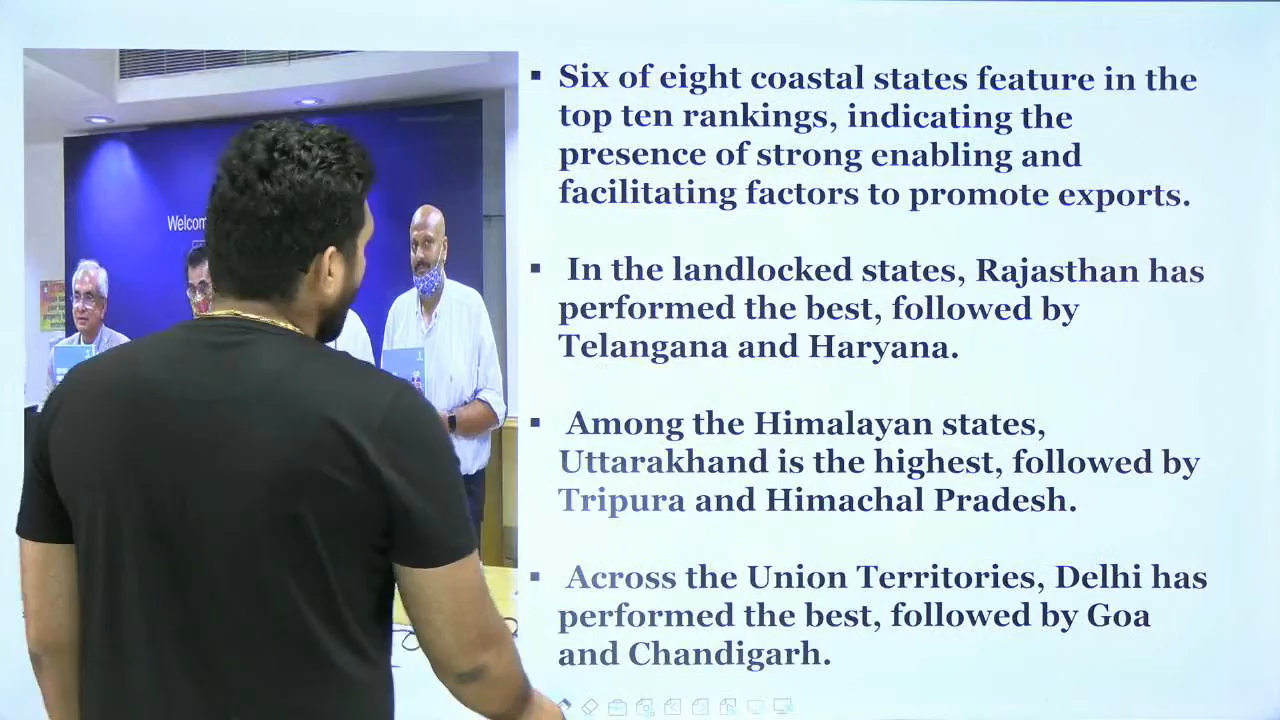 Six of eight coastal states feature in the
top ten rankings, indicating the
presence of strong enabling and
facilitating factors to promote exports.
In the landlocked states, Rajasthan has
performed the best, followed by
Telangana and Haryana.
Among the Himalayan states,
Uttarakhand is the highest, followed by
Tripura and Himachal Pradesh.
Across the Union Territories, Delhi has
performed the best, followed by Goa
and Chandigarh.